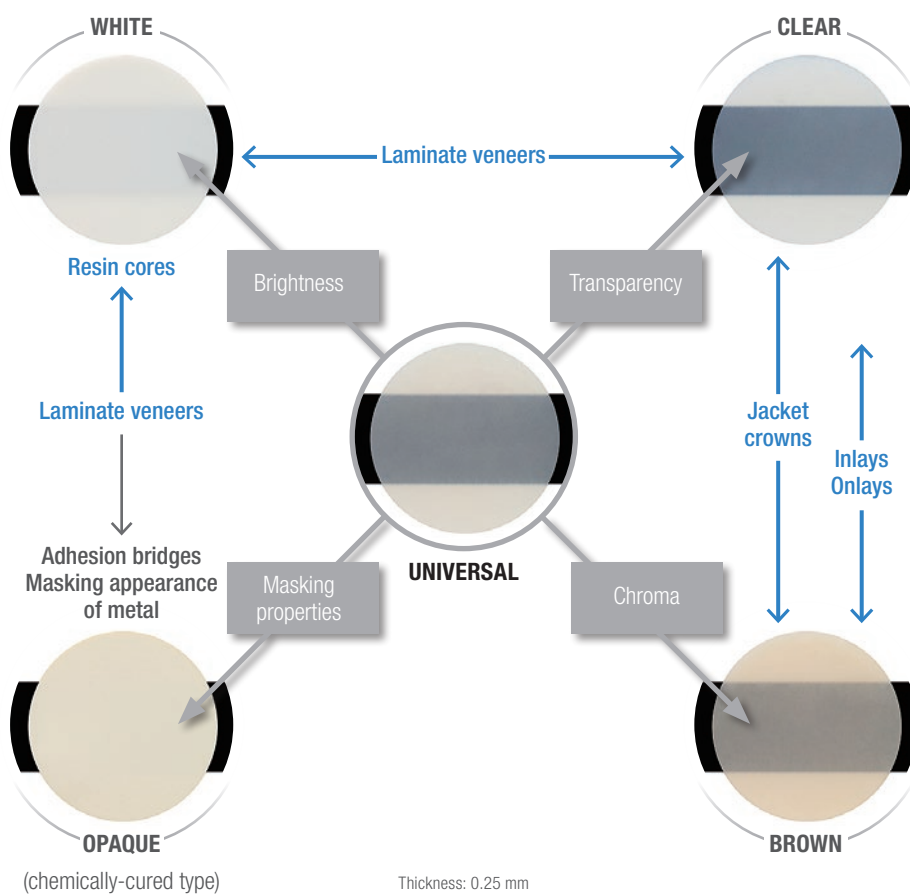 WHITE
CLEAR
Laminate veneers
Resin cores
Brightness
Transparency
Laminate veneers
Jacket
crowns
Inlays
Onlays
Adhesion bridges
Masking appearance
of metal
UNIVERSAL
Masking
properties
Chroma
OPAQUE
BROWN
(chemically-cured type)
Thickness: 0.25 mm